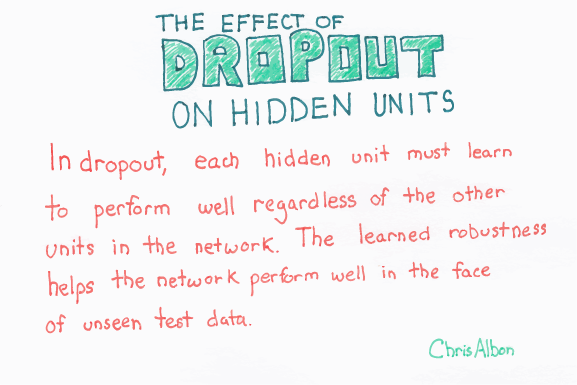 THE EFFECT OF
DROPOUT
ON HIDDEN UNITS
In dropout, each hidden unit must learn
to perform well regardless of the other
units in the network. The learned robustness
helps the network perform well in the face
of unseen test data.
Chris Albon